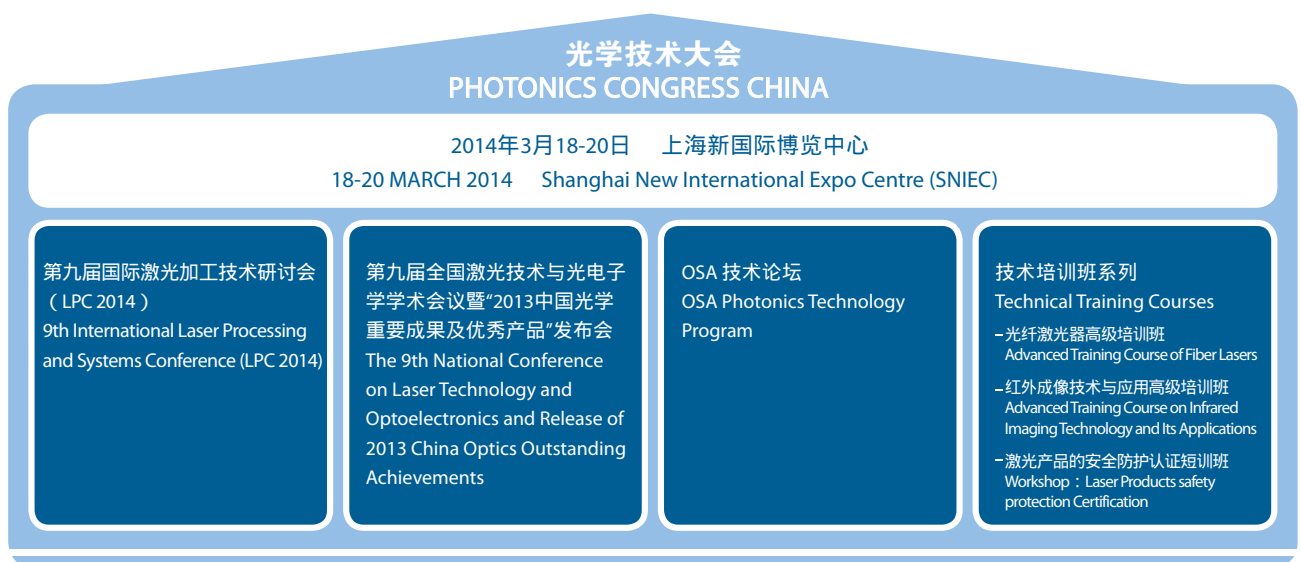 光学技术大会
PHOTONICS CONGRESS CHINA
2014年3月18-20日 上海新国际博览中心
18-20 MARCH 2014 Shanghai New International Expo Centre (SNIEC)
第九届国际激光加工技术研讨会
（LPC 2014）
9th International Laser Processing
and Systems Conference (LPC 2014)
第九届全国激光技术与光电子
学学术会议暨“2013中国光学
重要成果及优秀产品”发布会
The 9th National Conference
on Laser Technology and
Optoelectronics and Release of
2013 China Optics Outstanding
Achievements
OSA 技术论坛
OSA Photonics Technology
Program
技术培训班系列
Technical Training Courses
-光纤激光器高级培训班
Advanced Training Course of Fiber Lasers
-红外成像技术与应用高级培训班
Advanced Training Course on Infrared
Imaging Technology and Its Applications
-激光产品的安全防护认证短训班
Workshop：Laser Products safety
protection Certification